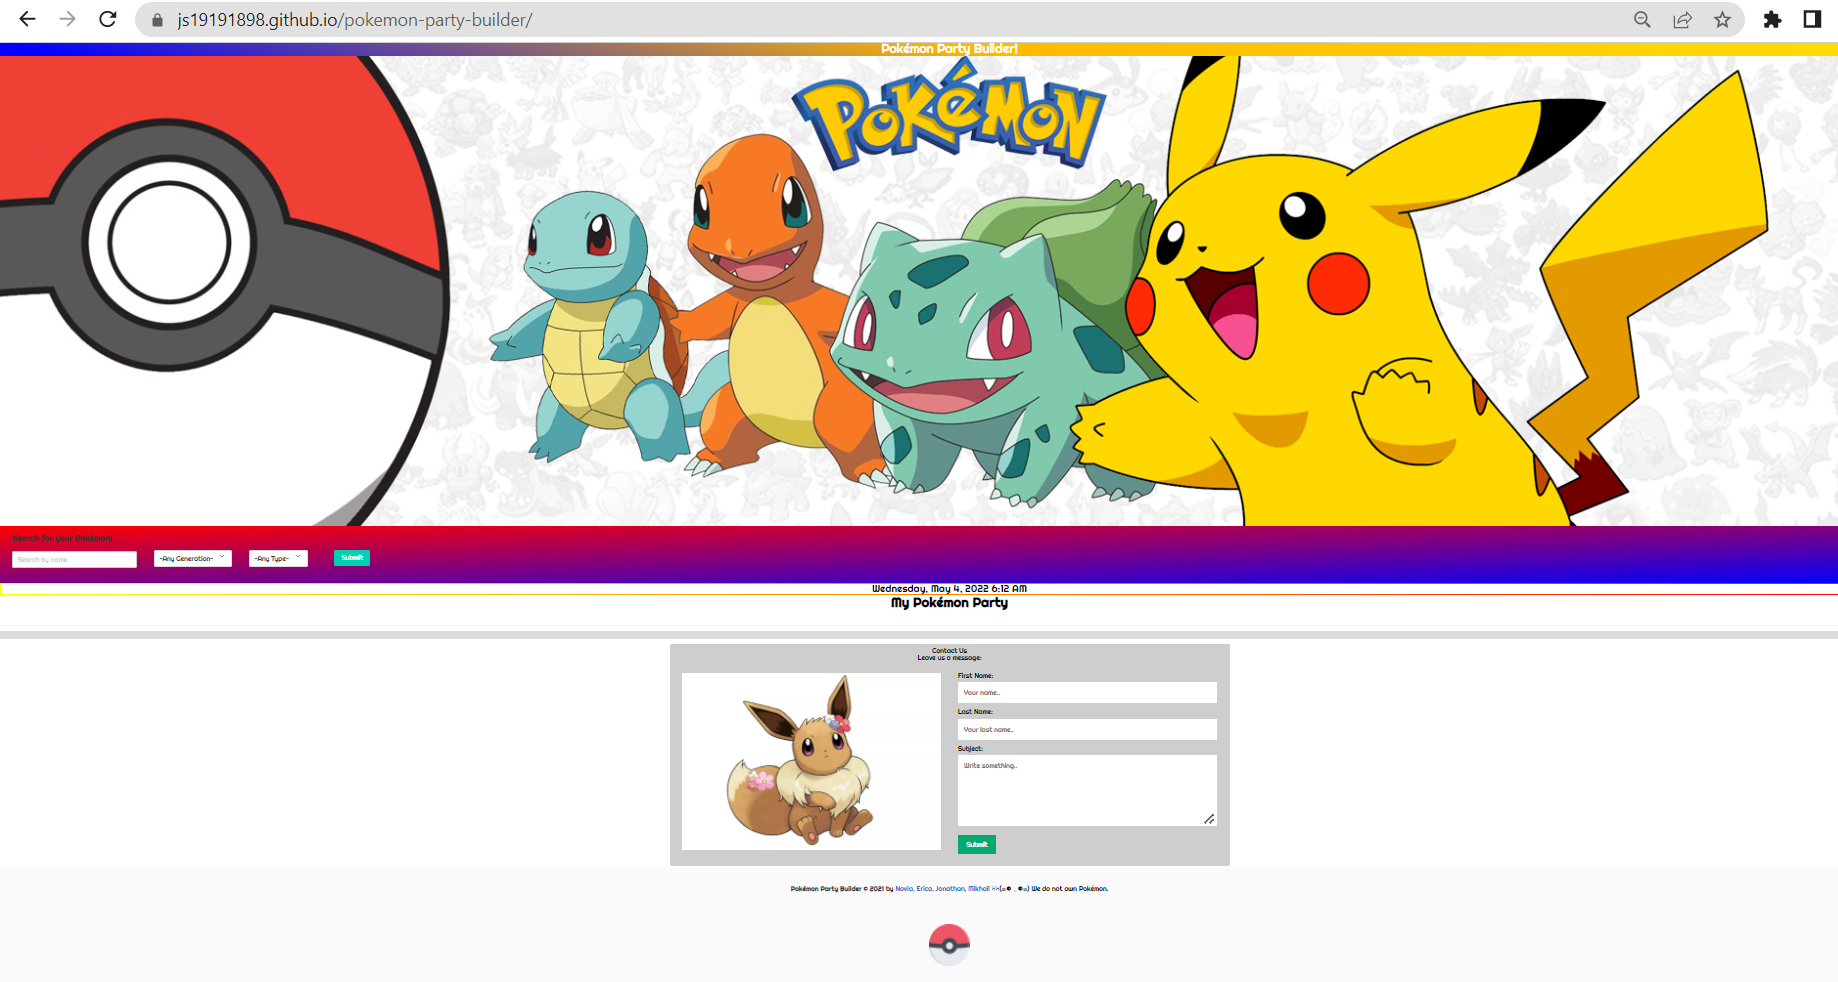 js19191898.github.io/pokemon-party-builder/
Pokémon Party Builder!
POKéMON
Search for your Pokémon!
Search by name
-Any Generation-
-Any Type-
Submit
Wednesday, May 4, 2022 6:12 AM
My Pokémon Party
Contact Us
Leave us a message:
First Name:
Your name..
Last Name:
Your last name..
Subject:
Write something..
Submit
Pokémon Party Builder © 2021 by Novia, Erica, Jonathan, Mikhail We do not own Pokémon.